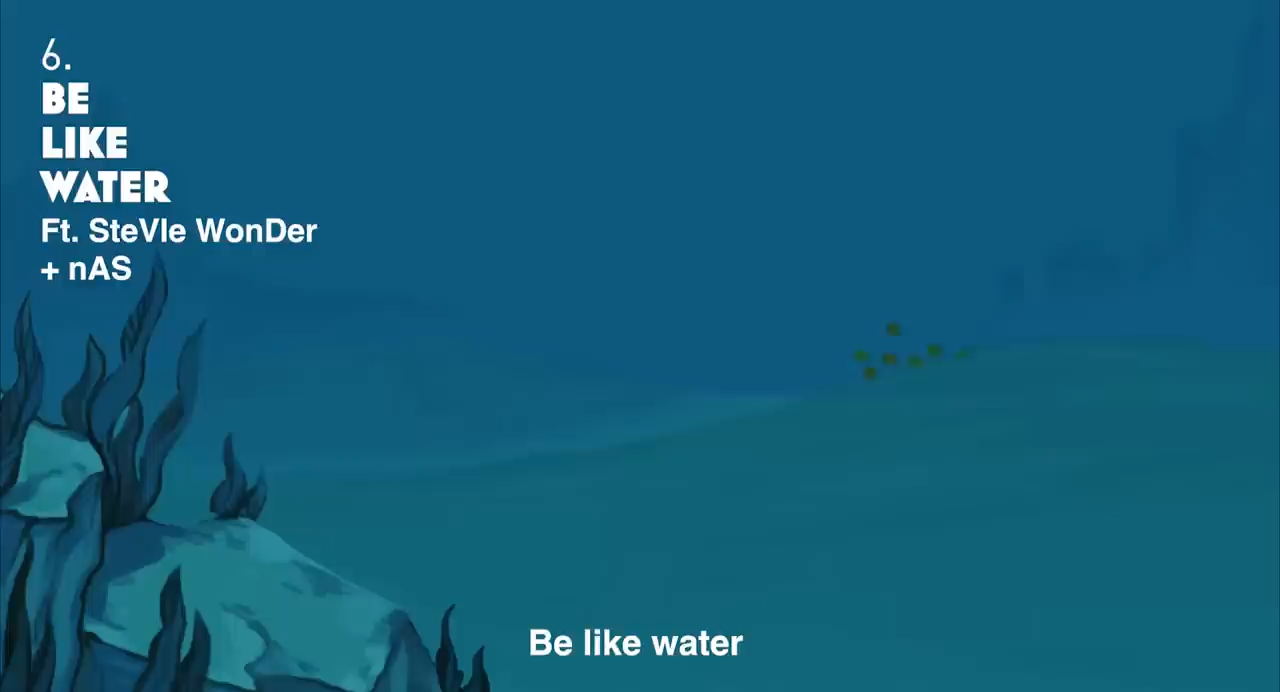 6.
BE
LIKE
WATER
Ft. SteVIe WonDer
+ nAS
Be like water